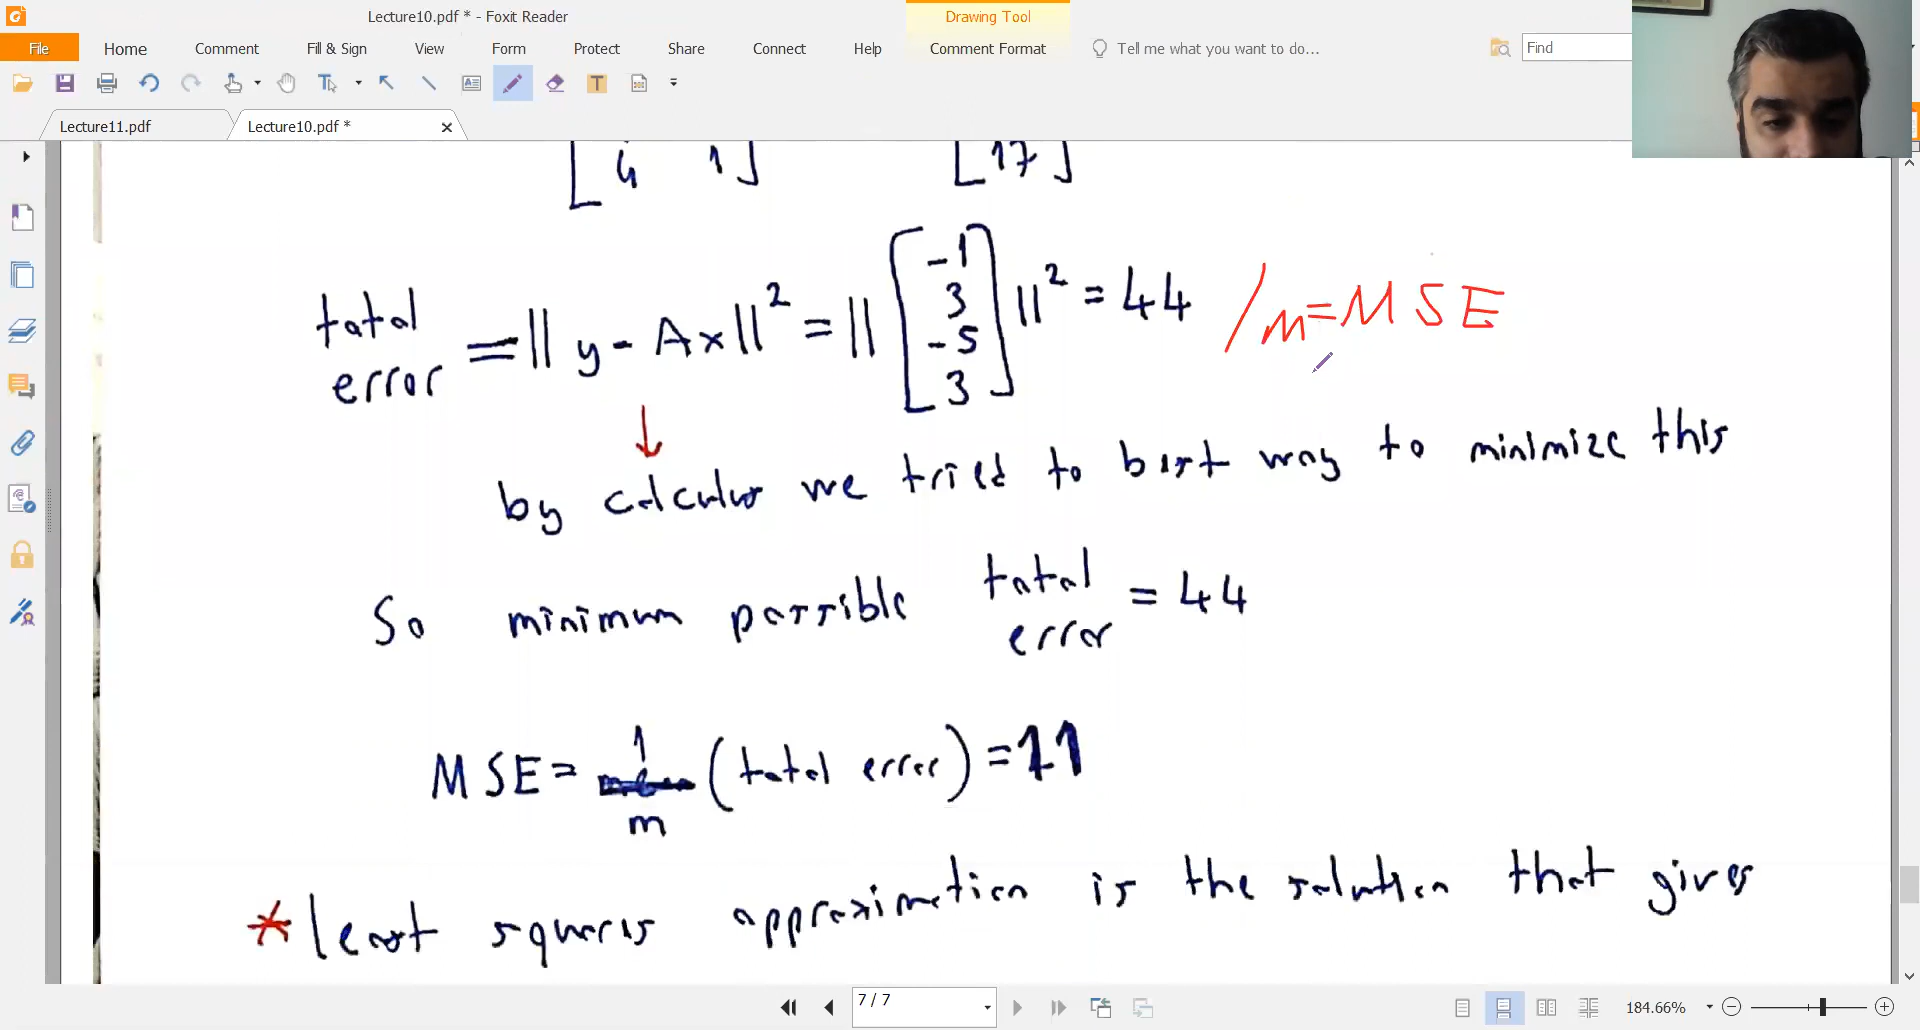 Lecture10.pdf * - Foxit Reader
Drawing Tool
File Home Comment Fill & Sign View Form Protect Share Connect Help Comment Format Tell me what you want to do... Find
Lecture11.pdf Lecture10.pdf *
4 1 17
total error = || y - Ax ||² = || [ -1 3 -5 3 ] ||² = 44 /m = MSE
by calculus we tried to best way to minimize this
So minimum possible total error = 44
MSE = 1/m (total error) = 11
* least squares approximation is the solution that gives
7 / 7
184.66%